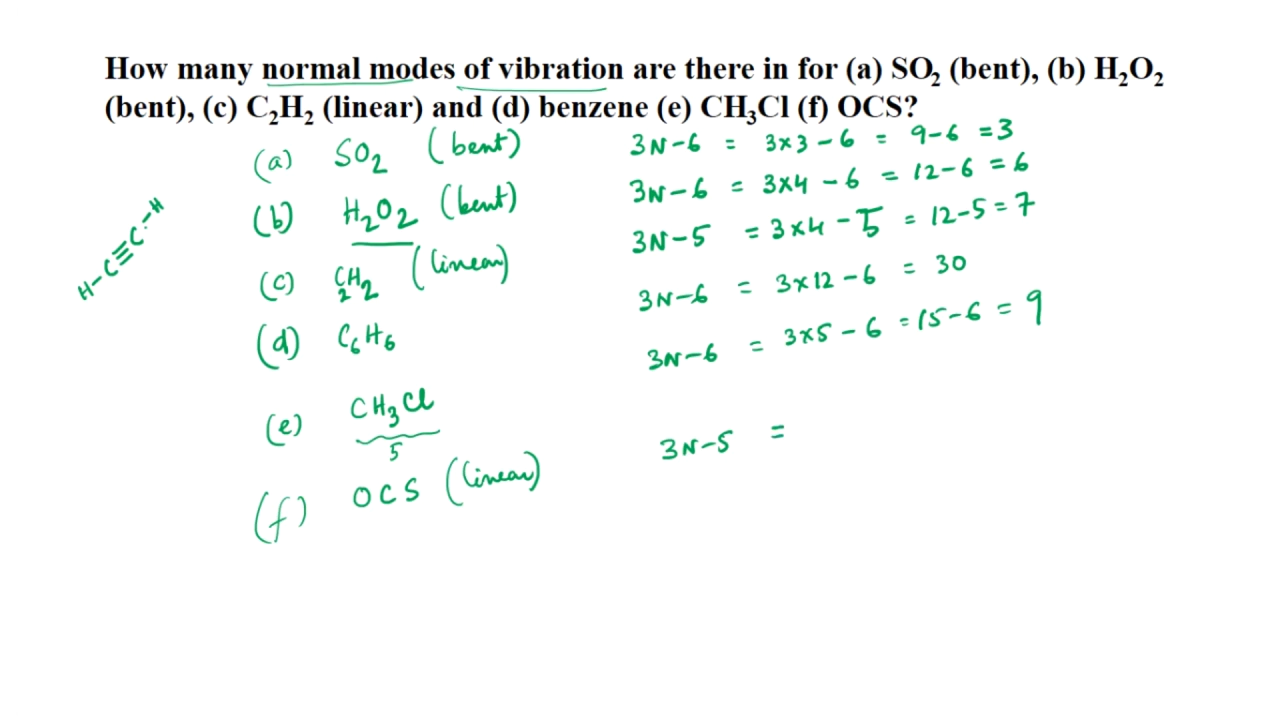 How many normal modes of vibration are there in for (a) SO₂ (bent), (b) H₂O₂
(bent), (c) C₂H₂ (linear) and (d) benzene (e) CH₃Cl (f) OCS?
(a) SO₂ (bent) 3N-6 = 3×3-6 = 9-6 = 3
(b) H₂O₂ (bent) 3N-6 = 3×4-6 = 12-6 = 6
H-C≡C-H
(c) C₂H₂ (linear) 3N-5 = 3×4-5 = 12-5 = 7
(d) C₆H₆ 3N-6 = 3×12-6 = 30
(e) CH₃Cl 3N-6 = 3×5-6 = 15-6 = 9
5
(f) OCS (linear) 3N-5 =